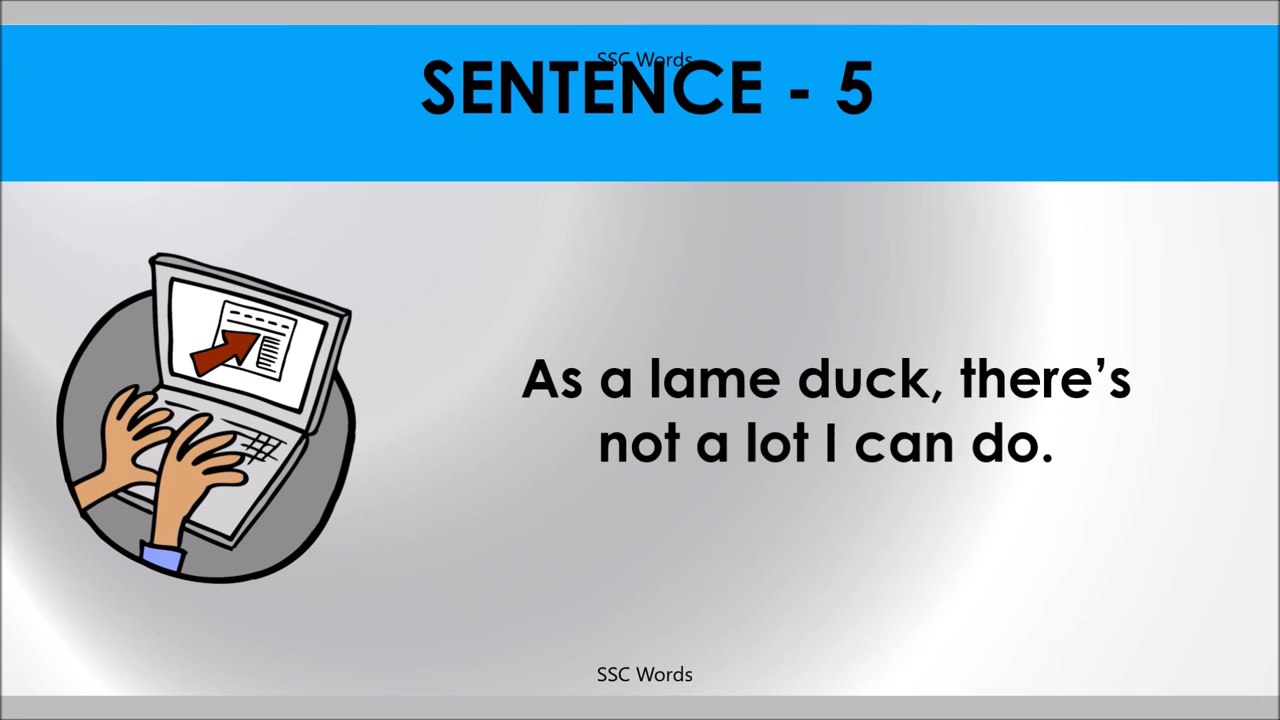 SSC Words
SENTENCE - 5
As a lame duck, there’s
not a lot I can do.
SSC Words